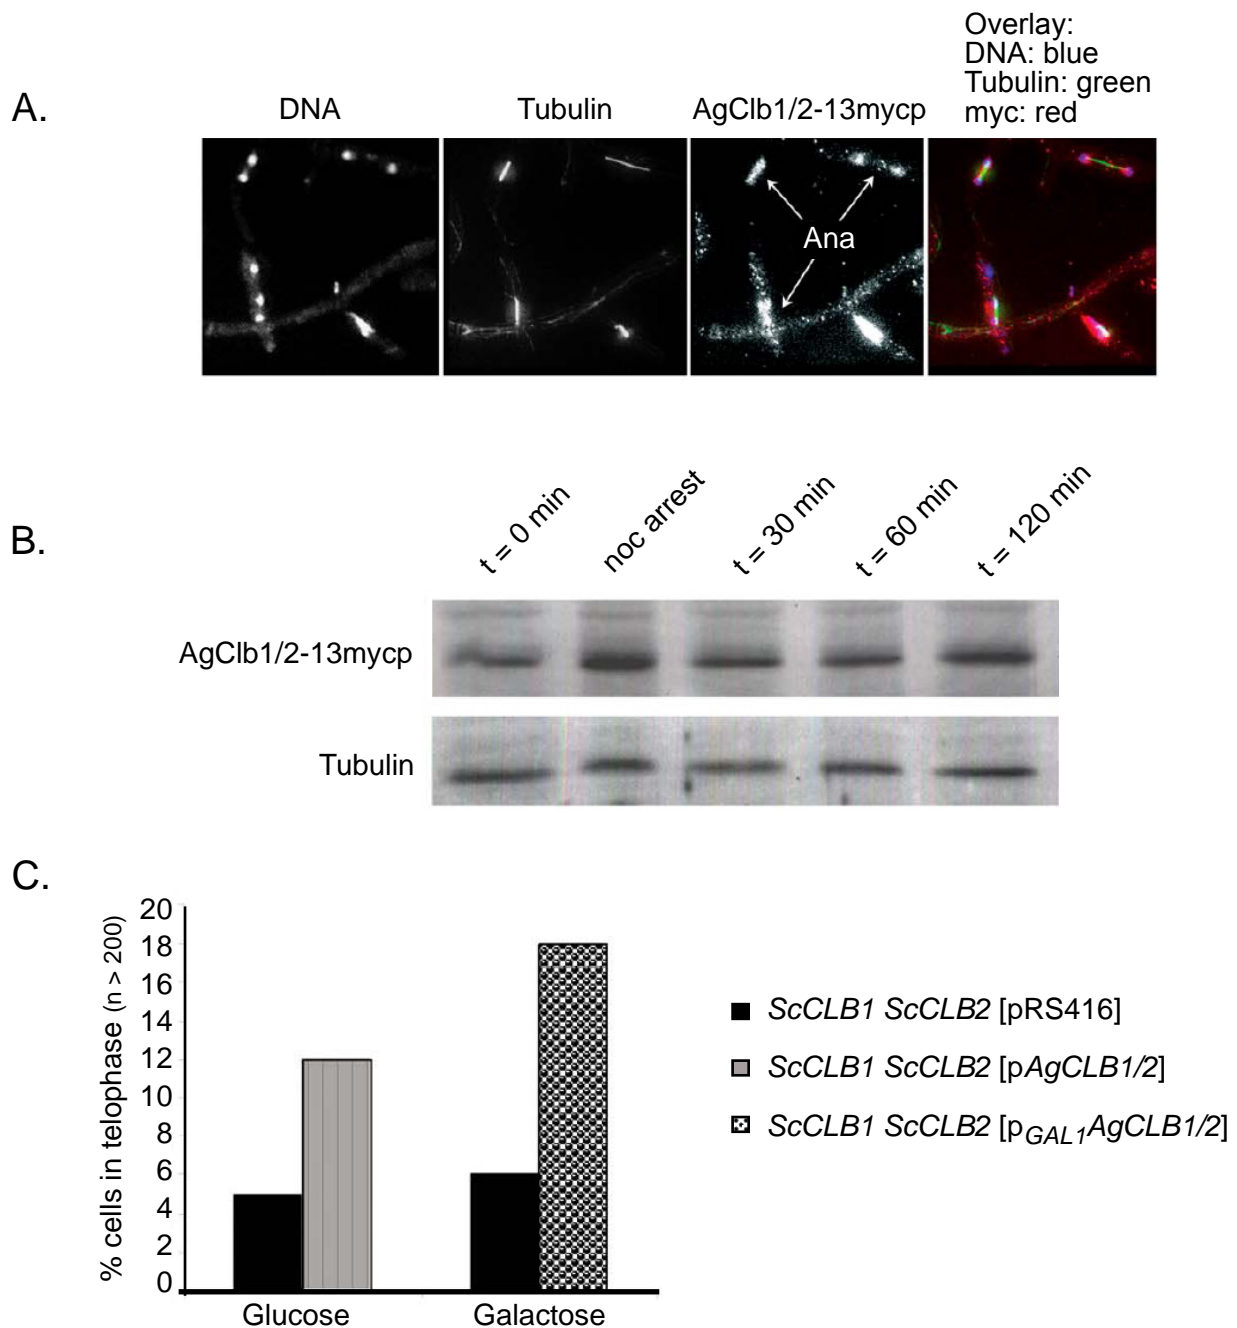 A.
DNA
Tubulin
AgClb1/2-13mycp
Overlay:
DNA: blue
Tubulin: green
myc: red
Ana
B.
t = 0 min
noc arrest
t = 30 min
t = 60 min
t = 120 min
AgClb1/2-13mycp
Tubulin
C.
% cells in telophase (n > 200)
20
18
16
14
12
10
8
6
4
2
0
Glucose
Galactose
ScCLB1 ScCLB2 [pRS416]
ScCLB1 ScCLB2 [pAgCLB1/2]
ScCLB1 ScCLB2 [pGAL1AgCLB1/2]